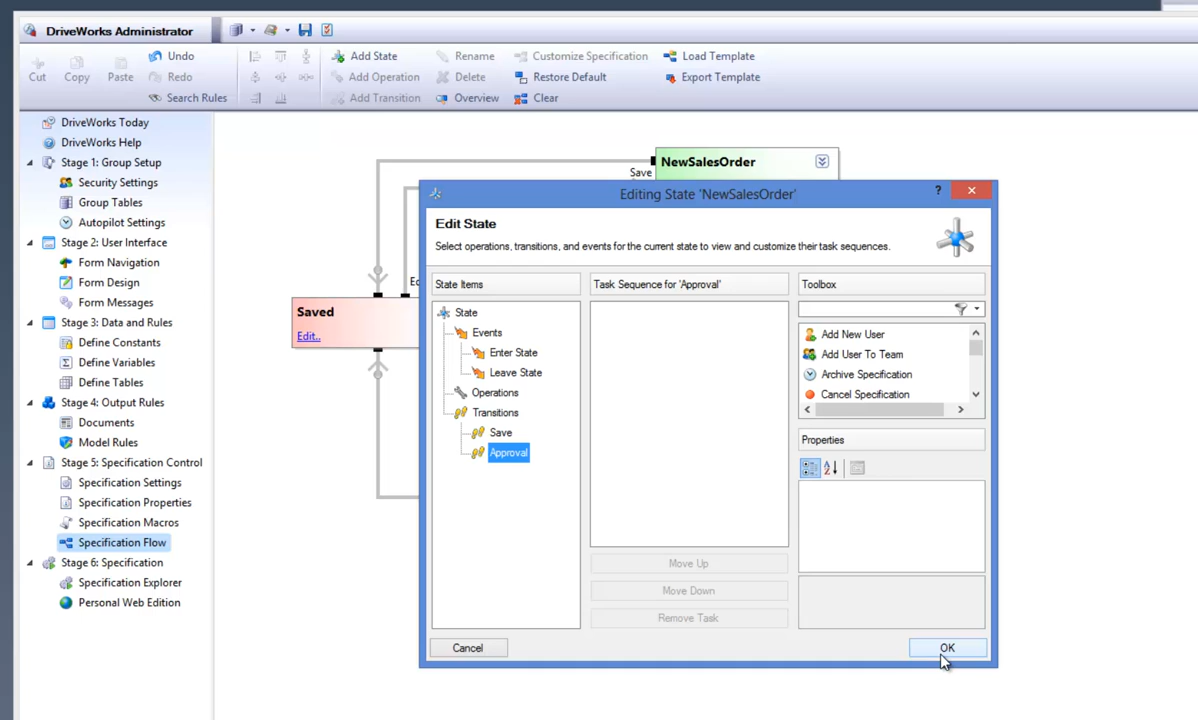 DriveWorks Administrator
Cut
Copy
Paste
Undo
Redo
Search Rules
Add State
Add Operation
Add Transition
Rename
Delete
Overview
Customize Specification
Restore Default
Clear
Load Template
Export Template
DriveWorks Today
DriveWorks Help
Stage 1: Group Setup
Security Settings
Group Tables
Autopilot Settings
Stage 2: User Interface
Form Navigation
Form Design
Form Messages
Stage 3: Data and Rules
Define Constants
Define Variables
Define Tables
Stage 4: Output Rules
Documents
Model Rules
Stage 5: Specification Control
Specification Settings
Specification Properties
Specification Macros
Specification Flow
Stage 6: Specification
Specification Explorer
Personal Web Edition
NewSalesOrder
Save
Saved
Edit..
Editing State 'NewSalesOrder'
?
Edit State
Select operations, transitions, and events for the current state to view and customize their task sequences.
State Items
State
Events
Enter State
Leave State
Operations
Transitions
Save
Approval
Task Sequence for 'Approval'
Move Up
Move Down
Remove Task
Toolbox
Add New User
Add User To Team
Archive Specification
Cancel Specification
Properties
Cancel
OK